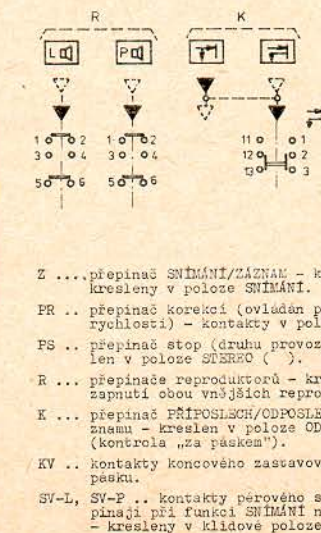 R K
L P
1 2 1 2 11 1
3 4 3 4 12 2
5 6 5 6 13 3
Z .... přepínač SNÍMÁNÍ/ZÁZNAM - k
kresleny v poloze SNÍMÁNÍ.
PR .. přepínač korekcí (ovládán p
rychlostí) - kontakty v pol
PS .. přepínač stop (druhu provoz
len v poloze STEREO ( ).
R ... přepínače reproduktorů - kr
zapnutí obou vnějších repro
K ... přepínač PŘÍPOSLECH/ODPOSLE
znamu - kreslen v poloze OD
(kontrola „za páskem").
KV .. kontakty koncového zastavov
pásku.
SV-L, SV-P .. kontakty pérového s
pínají při funkci SNÍMÁNÍ n
- kresleny v klidové poloze